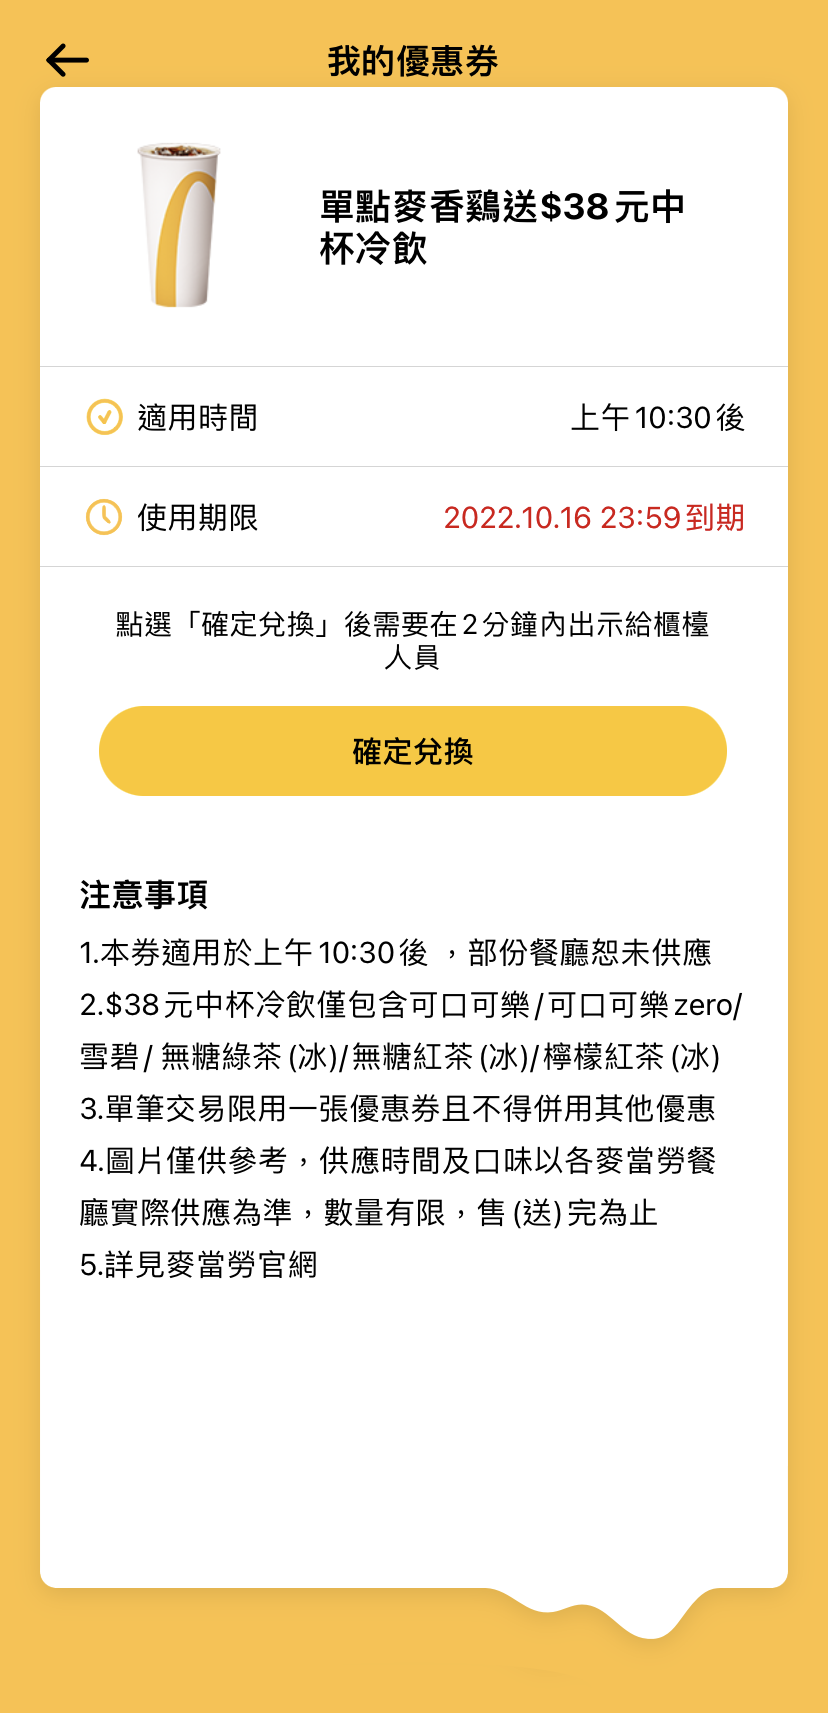 我的優惠券
單點麥香鷄送$38元中
杯冷飲
適用時間
上午10:30後
使用期限
2022.10.16 23:59到期
點選「確定兌換」後需要在2分鐘內出示給櫃檯
人員
確定兌換
注意事項
1.本券適用於上午10:30後 ，部份餐廳恕未供應
2.$38元中杯冷飲僅包含可口可樂/可口可樂zero/
雪碧/ 無糖綠茶(冰)/無糖紅茶(冰)/檸檬紅茶(冰)
3.單筆交易限用一張優惠券且不得併用其他優惠
4.圖片僅供參考，供應時間及口味以各麥當勞餐
廳實際供應為準，數量有限，售(送)完為止
5.詳見麥當勞官網